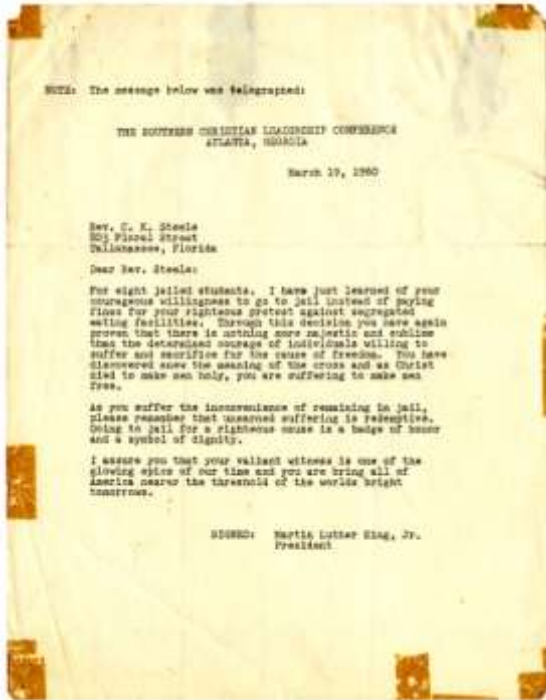 NOTE: The message below was telegraphed:
THE SOUTHERN CHRISTIAN LEADERSHIP CONFERENCE
ATLANTA, GEORGIA
March 19, 1960
Rev. C. K. Steele
803 Floral Street
Tallahassee, Florida
Dear Rev. Steele:
For eight jailed students. I have just learned of your
courageous willingness to go to jail instead of paying
fines for your righteous protest against segregated
eating facilities. Through this decision you have again
proven that there is nothing more majestic and sublime
than the determined courage of individuals willing to
suffer and sacrifice for the cause of freedom. You have
discovered anew the meaning of the cross and as Christ
died to make men holy, you are suffering to make men
free.
As you suffer the inconvenience of remaining in jail,
please remember that unearned suffering is redemptive.
Going to jail for a righteous cause is a badge of honor
and a symbol of dignity.
I assure you that your valiant witness is one of the
glowing epics of our time and you are bring all of
America nearer the threshold of the worlds bright
tomorrows.
SIGNED: Martin Luther King, Jr.
President